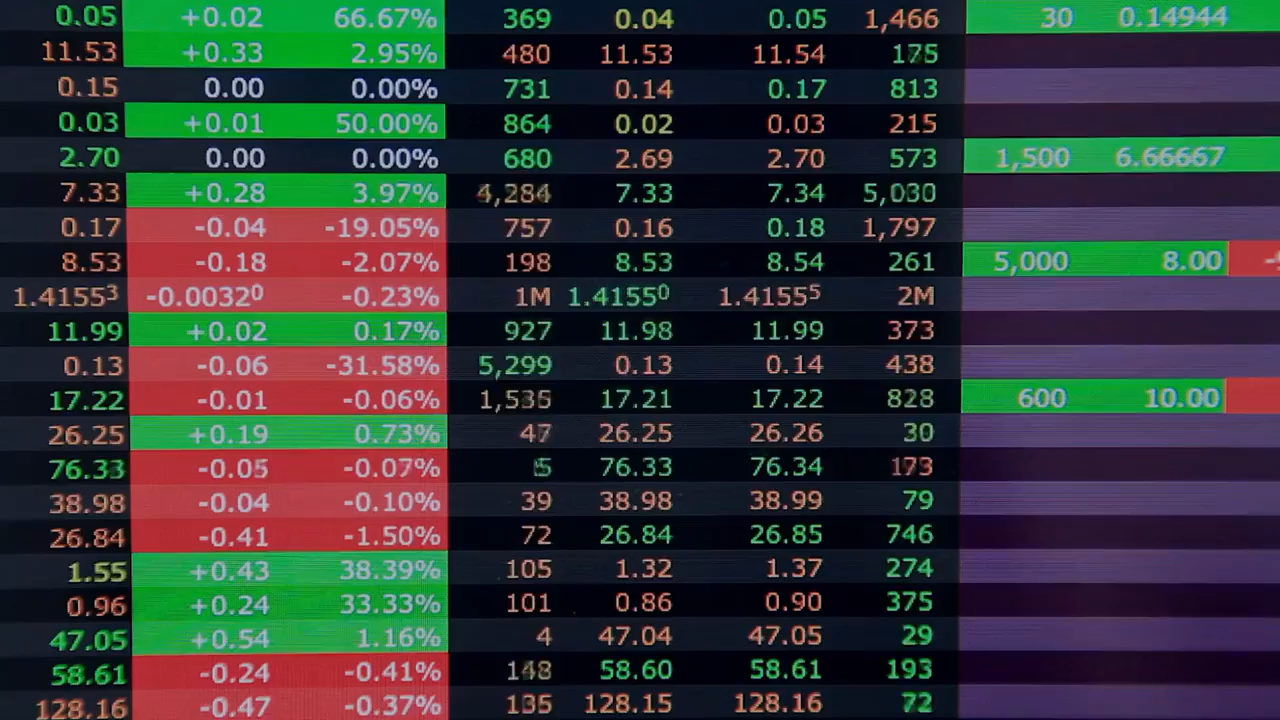 0.05 +0.02 66.67% 369 0.04 0.05 1,466 30 0.14944
11.53 +0.33 2.95% 480 11.53 11.54 175
0.15 0.00 0.00% 731 0.14 0.17 813
0.03 +0.01 50.00% 864 0.02 0.03 215
2.70 0.00 0.00% 680 2.69 2.70 573 1,500 6.66667
7.33 +0.28 3.97% 4,284 7.33 7.34 5,030
0.17 -0.04 -19.05% 757 0.16 0.18 1,797
8.53 -0.18 -2.07% 198 8.53 8.54 261 5,000 8.00
1.4155³ -0.0032⁰ -0.23% 1M 1.4155⁰ 1.4155⁵ 2M
11.99 +0.02 0.17% 927 11.98 11.99 373
0.13 -0.06 -31.58% 5,299 0.13 0.14 438
17.22 -0.01 -0.06% 1,535 17.21 17.22 828 600 10.00
26.25 +0.19 0.73% 47 26.25 26.26 30
76.33 -0.05 -0.07% 76.33 76.34 173
38.98 -0.04 -0.10% 39 38.98 38.99 79
26.84 -0.41 -1.50% 72 26.84 26.85 746
1.55 +0.43 38.39% 105 1.32 1.37 274
0.96 +0.24 33.33% 101 0.86 0.90 375
47.05 +0.54 1.16% 4 47.04 47.05 29
58.61 -0.24 -0.41% 148 58.60 58.61 193
128.16 -0.47 -0.37% 135 128.15 128.16 72